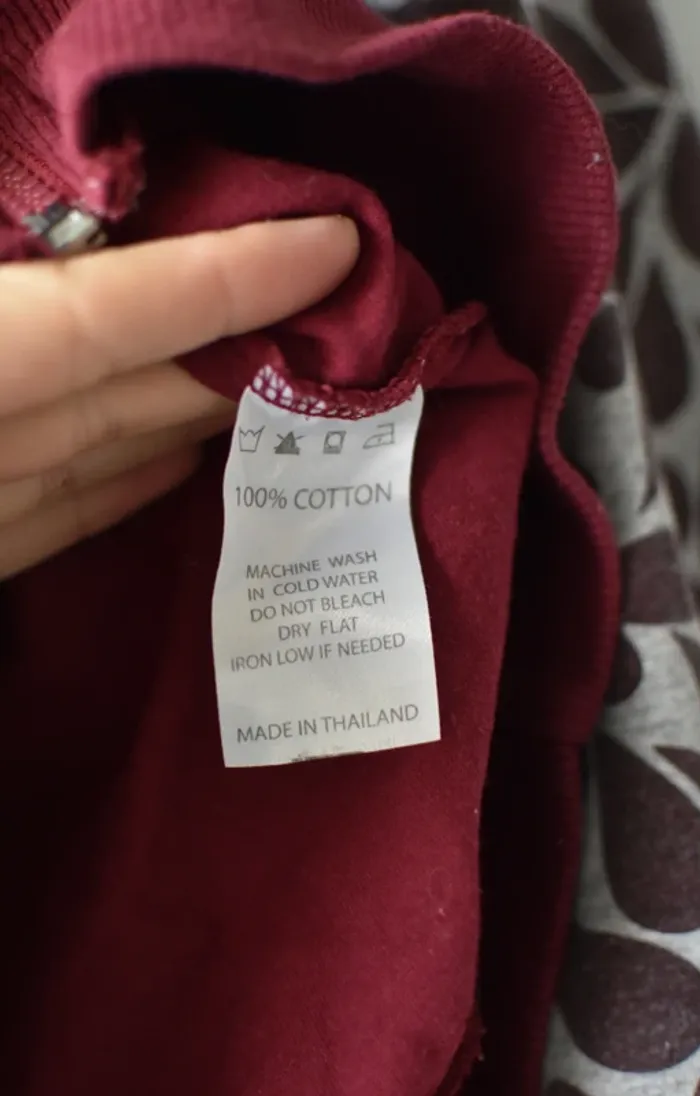 100% COTTON
MACHINE WASH
IN COLD WATER
DO NOT BLEACH
DRY FLAT
IRON LOW IF NEEDED
MADE IN THAILAND